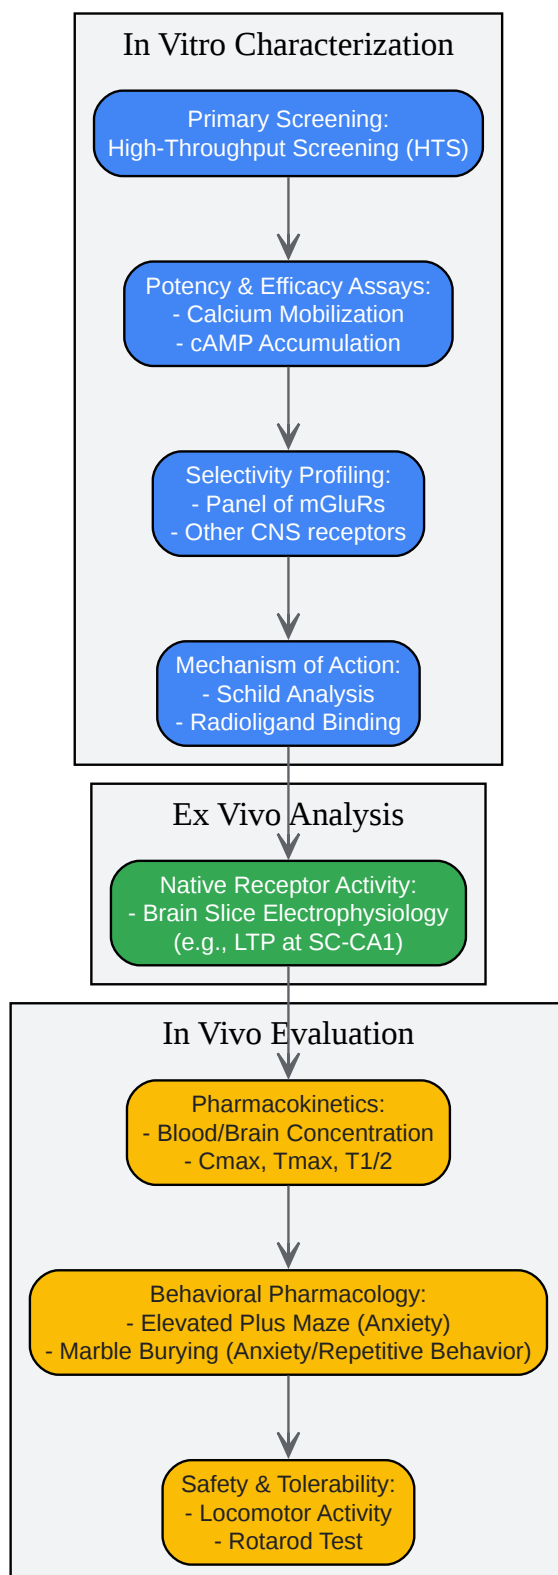 In Vitro Characterization
Primary Screening:
High-Throughput Screening (HTS)
Potency & Efficacy Assays:
- Calcium Mobilization
- cAMP Accumulation
Selectivity Profiling:
- Panel of mGluRs
- Other CNS receptors
Mechanism of Action:
- Schild Analysis
- Radioligand Binding
Ex Vivo Analysis
Native Receptor Activity:
- Brain Slice Electrophysiology
(e.g., LTP at SC-CA1)
In Vivo Evaluation
Pharmacokinetics:
- Blood/Brain Concentration
- Cmax, Tmax, T1/2
Behavioral Pharmacology:
- Elevated Plus Maze (Anxiety)
- Marble Burying (Anxiety/Repetitive Behavior)
Safety & Tolerability:
- Locomotor Activity
- Rotarod Test